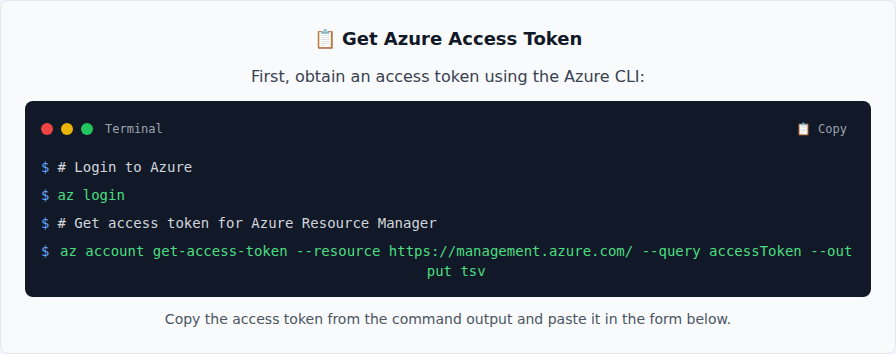 📋 Get Azure Access Token
First, obtain an access token using the Azure CLI:
Terminal
📋 Copy
$ # Login to Azure
$ az login
$ # Get access token for Azure Resource Manager
$ az account get-access-token --resource https://management.azure.com/ --query accessToken --out
put tsv
Copy the access token from the command output and paste it in the form below.